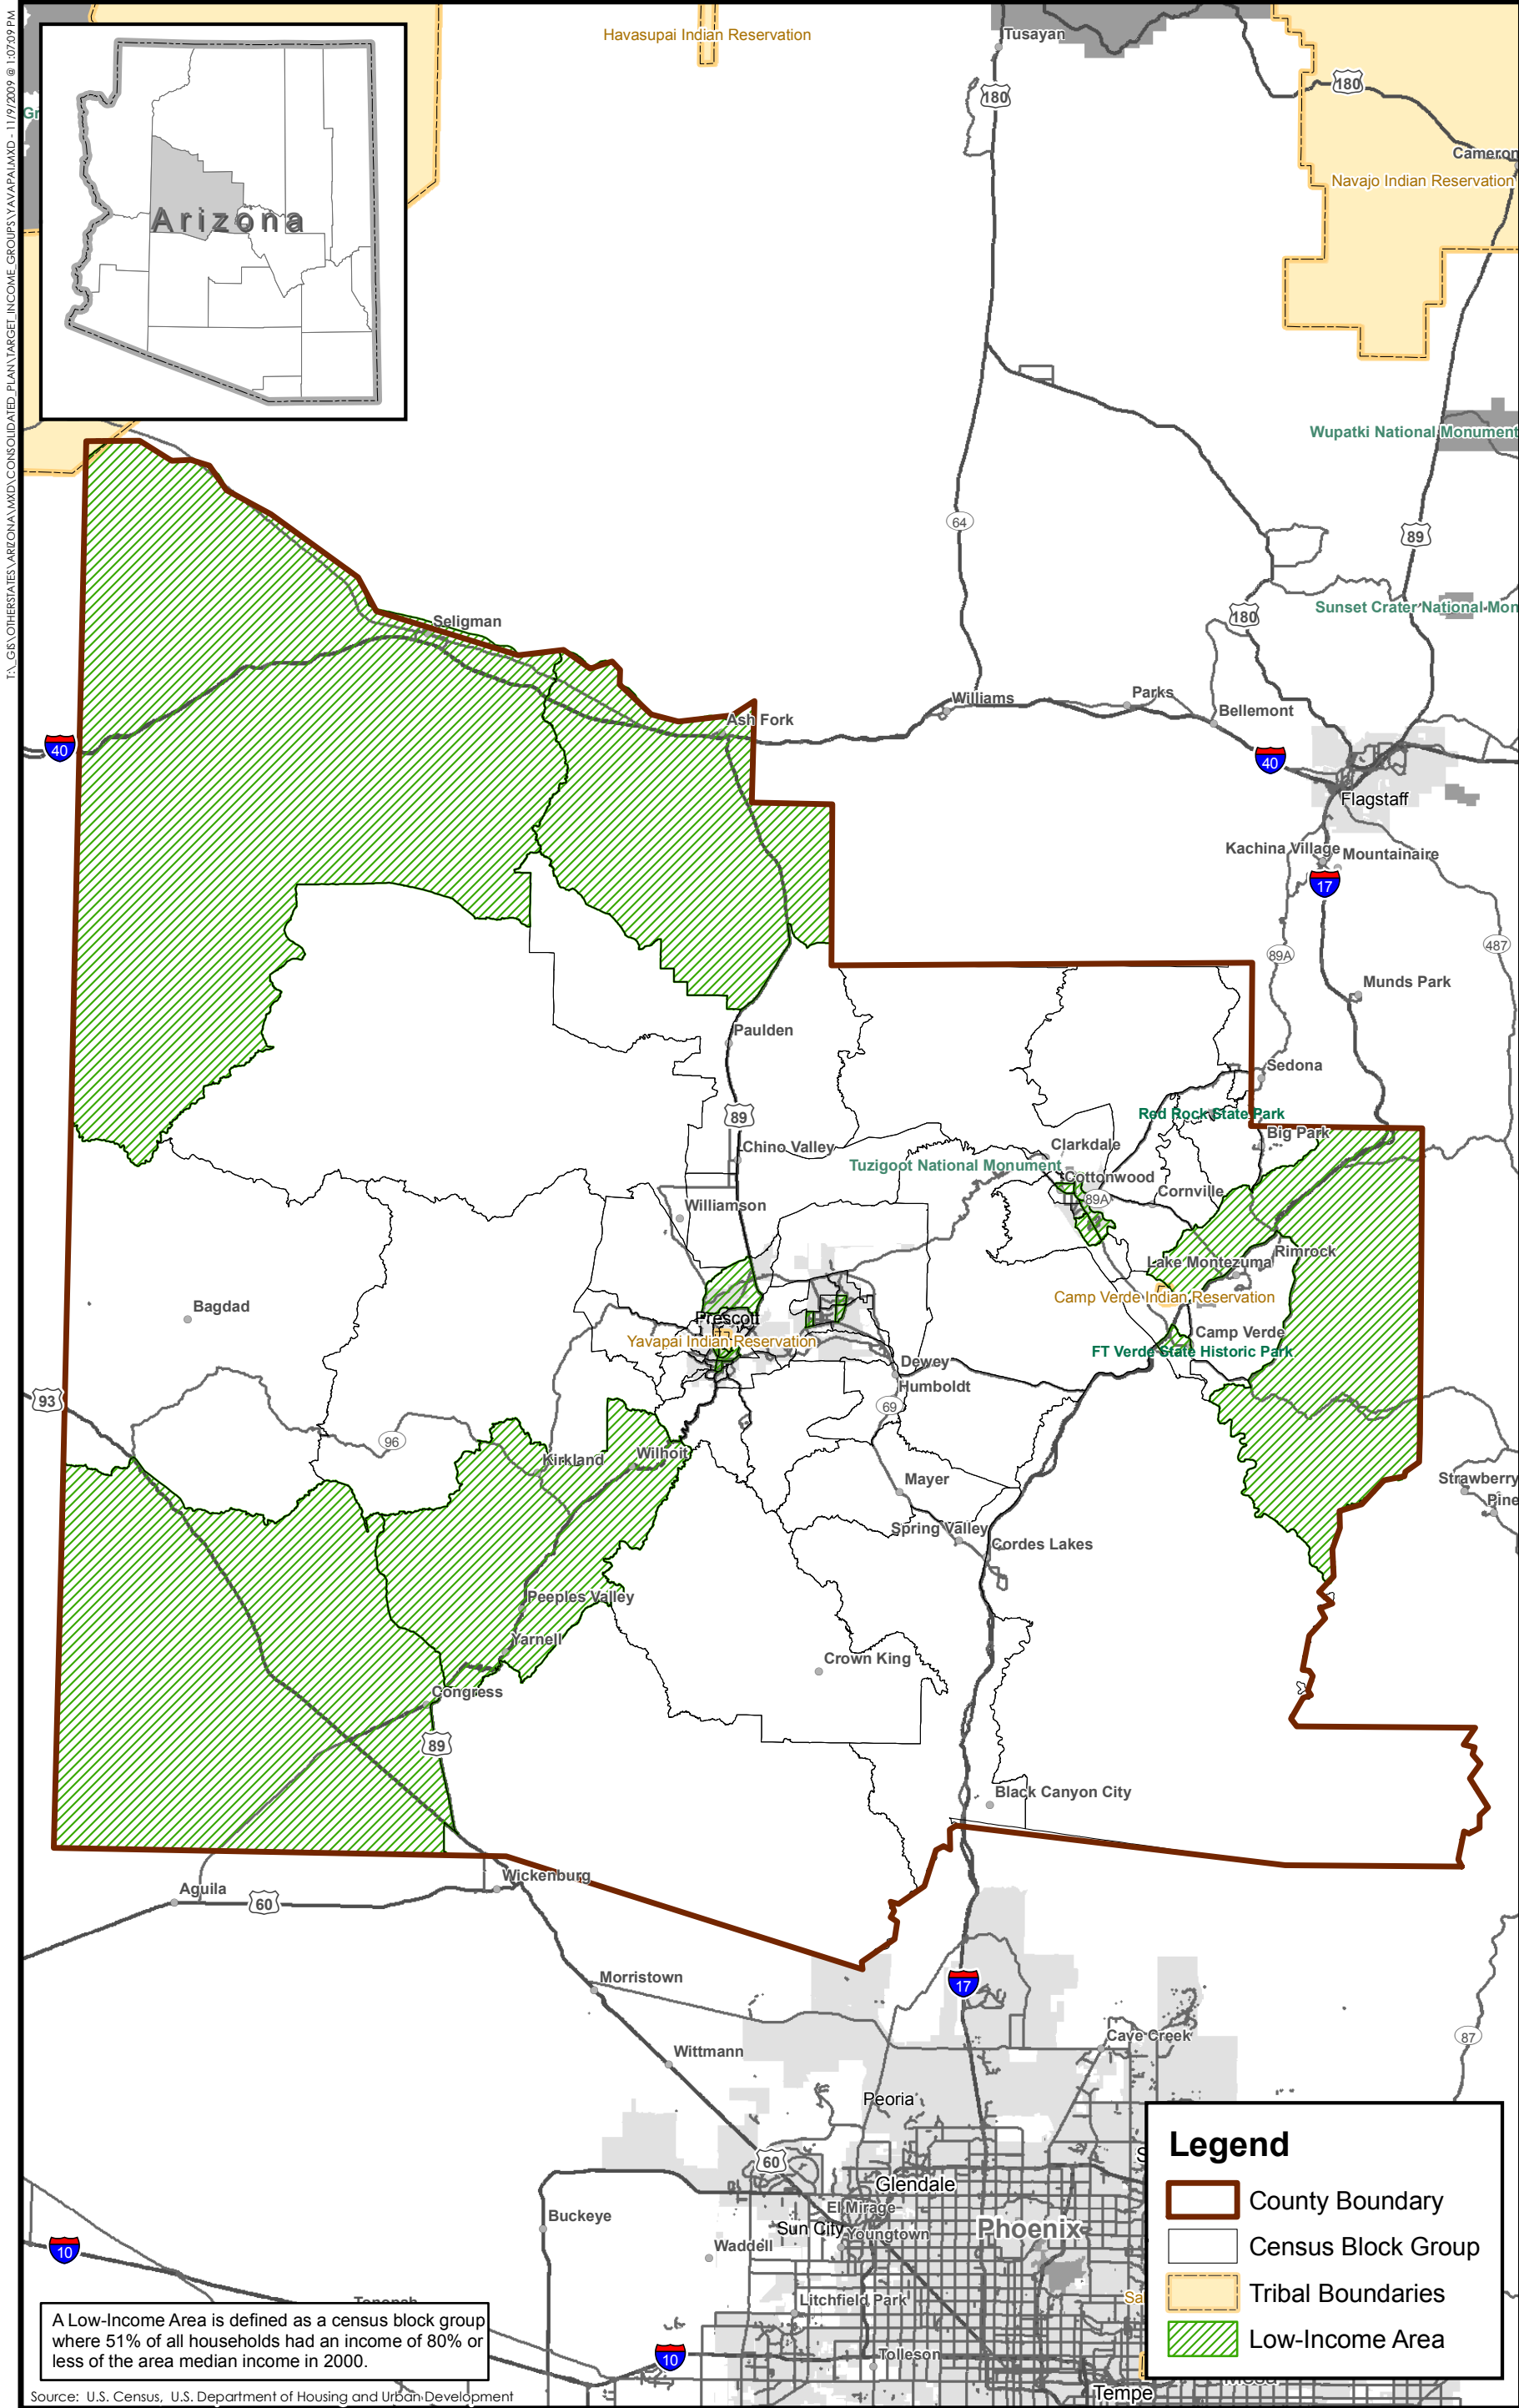 T:\_GIS\OTHERSTATES\ARIZONA\MXD\CONSOLIDATED_PLAN\TARGET_INCOME_GROUPS\YAVAPAI.MXD - 11/9/2009 @ 1:07:09 PM
Havasupai Indian Reservation
Tusayan
180
180
Gr
Cameron
Navajo Indian Reservation
Arizona
Wupatki National Monument
64
89
Sunset Crater National Mon
180
Seligman
Williams
Parks
Bellemont
Ash Fork
40
40
Flagstaff
Kachina Village
Mountainaire
17
487
89A
Munds Park
Paulden
Sedona
89
Red Rock State Park
Big Park
Chino Valley
Clarkdale
Tuzigoot National Monument
Cottonwood
89A
Cornville
Williamson
Rimrock
Lake Montezuma
Camp Verde Indian Reservation
Bagdad
Prescott
Yavapai Indian Reservation
Camp Verde
FT Verde State Historic Park
Dewey
Humboldt
93
69
96
Kirkland
Wilhoit
Mayer
Strawberry
Pine
Spring Valley
Cordes Lakes
Peeples Valley
Yarnell
Crown King
Congress
89
Black Canyon City
Wickenburg
Aguila
60
Morristown
17
Cave Creek
87
Wittmann
Peoria
60
Glendale
El Mirage
Buckeye
Sun City
Youngtown
Phoenix
Waddell
10
Litchfield Park
Sa
10
Tolleson
Tempe
Legend
County Boundary
Census Block Group
Tribal Boundaries
Low-Income Area
A Low-Income Area is defined as a census block group
where 51% of all households had an income of 80% or
less of the area median income in 2000.
Source: U.S. Census, U.S. Department of Housing and Urban Development